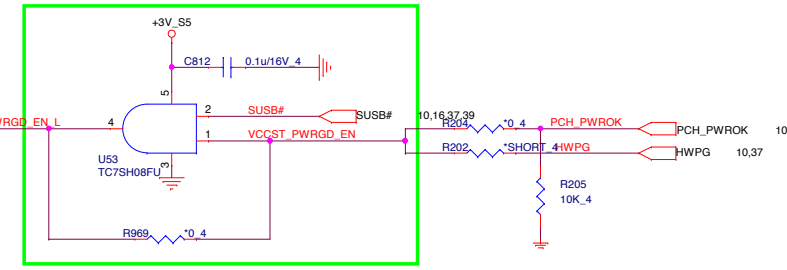 +3V_S5
C812 0.1u/16V_4
5
2 SUSB# SUSB# 10,16,37,39
WRGD_EN_L 4 R204 *0_4 PCH_PWROK PCH_PWROK 10
1 VCCST_PWRGD_EN
R202 *SHORT_4 HWPG HWPG 10,37
U53
TC7SH08FU 3
R205
10K_4
R969 *0_4